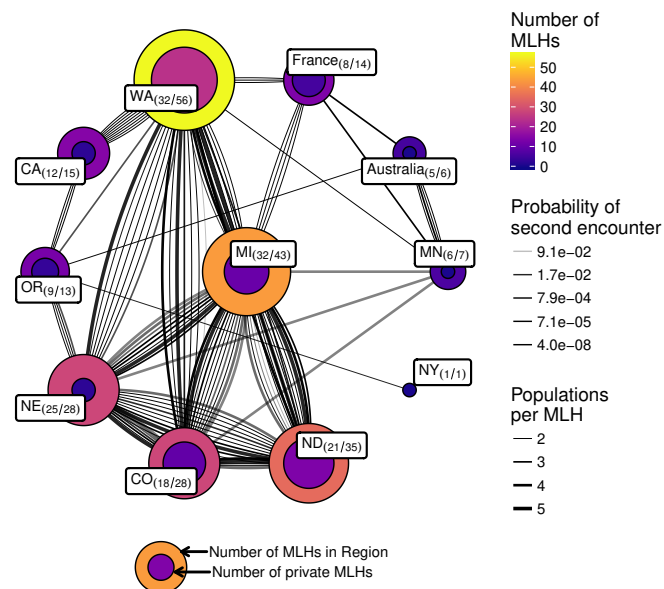 Number of
MLHs
50
40
30
20
10
0
France(8/14)
WA(32/56)
CA(12/15)
Australia(5/6)
MI(32/43)
MN(6/7)
OR(9/13)
NY(1/1)
NE(25/28)
ND(21/35)
CO(18/28)
Probability of
second encounter
9.1e−02
1.7e−02
7.9e−04
7.1e−05
4.0e−08
Populations
per MLH
2
3
4
5
Number of MLHs in Region
Number of private MLHs